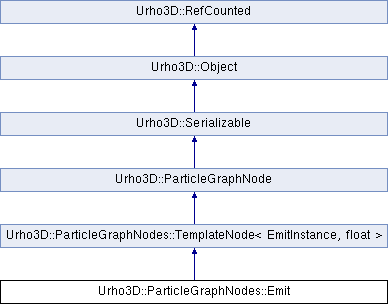 Urho3D::RefCounted
Urho3D::Object
Urho3D::Serializable
Urho3D::ParticleGraphNode
Urho3D::ParticleGraphNodes::TemplateNode< EmitInstance, float >
Urho3D::ParticleGraphNodes::Emit